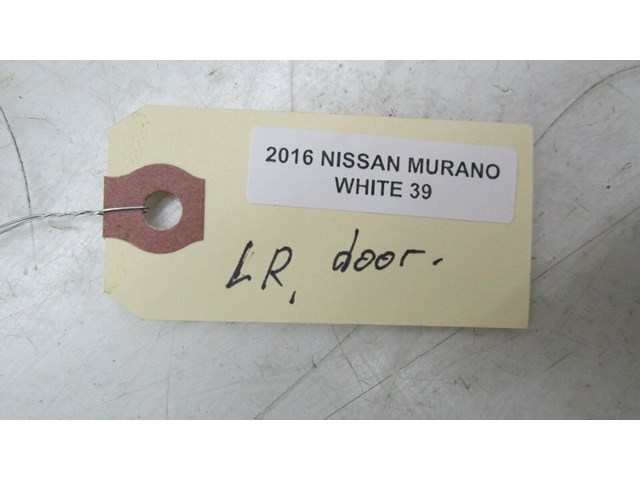 2016 NISSAN MURANO
WHITE 39
LR, door.